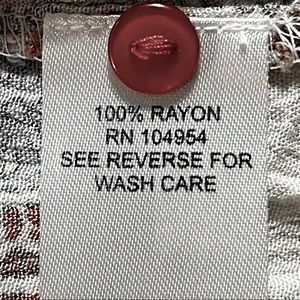 100% RAYON
RN 104954
SEE REVERSE FOR
WASH CARE